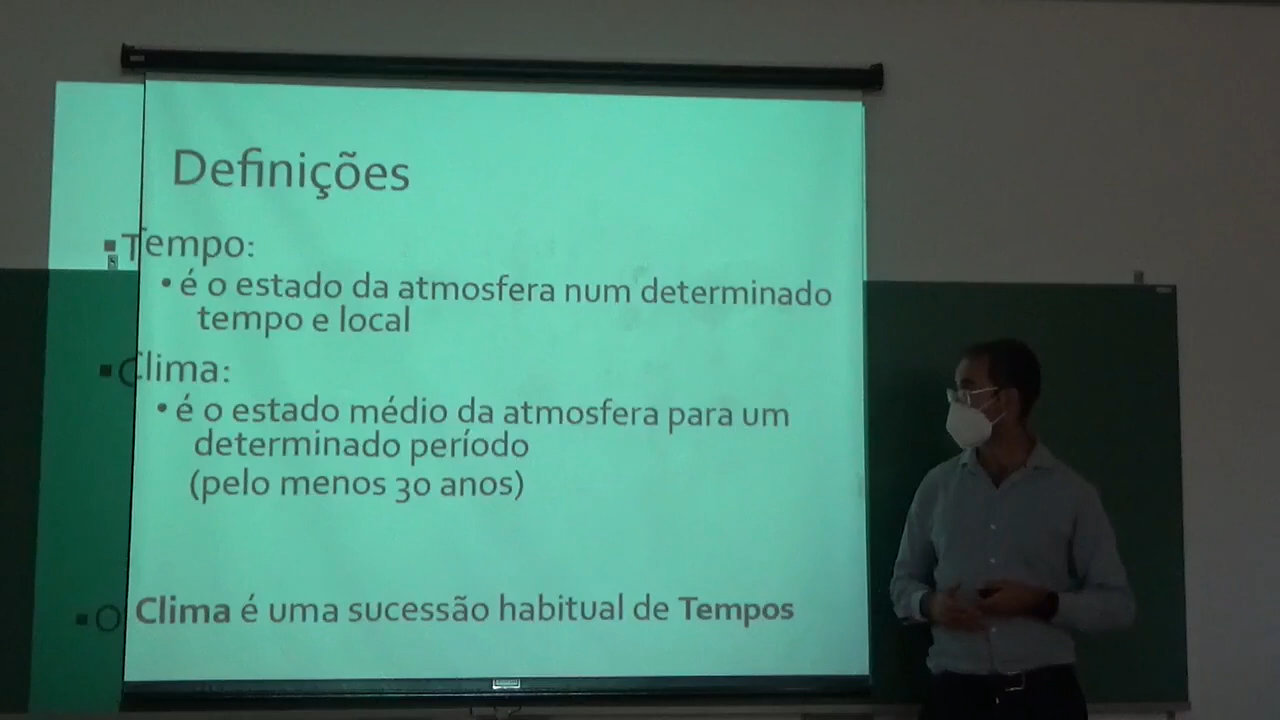 Definições
▪Tempo:
• é o estado da atmosfera num determinado
tempo e local
▪Clima:
• é o estado médio da atmosfera para um
determinado período
(pelo menos 30 anos)
▪O Clima é uma sucessão habitual de Tempos